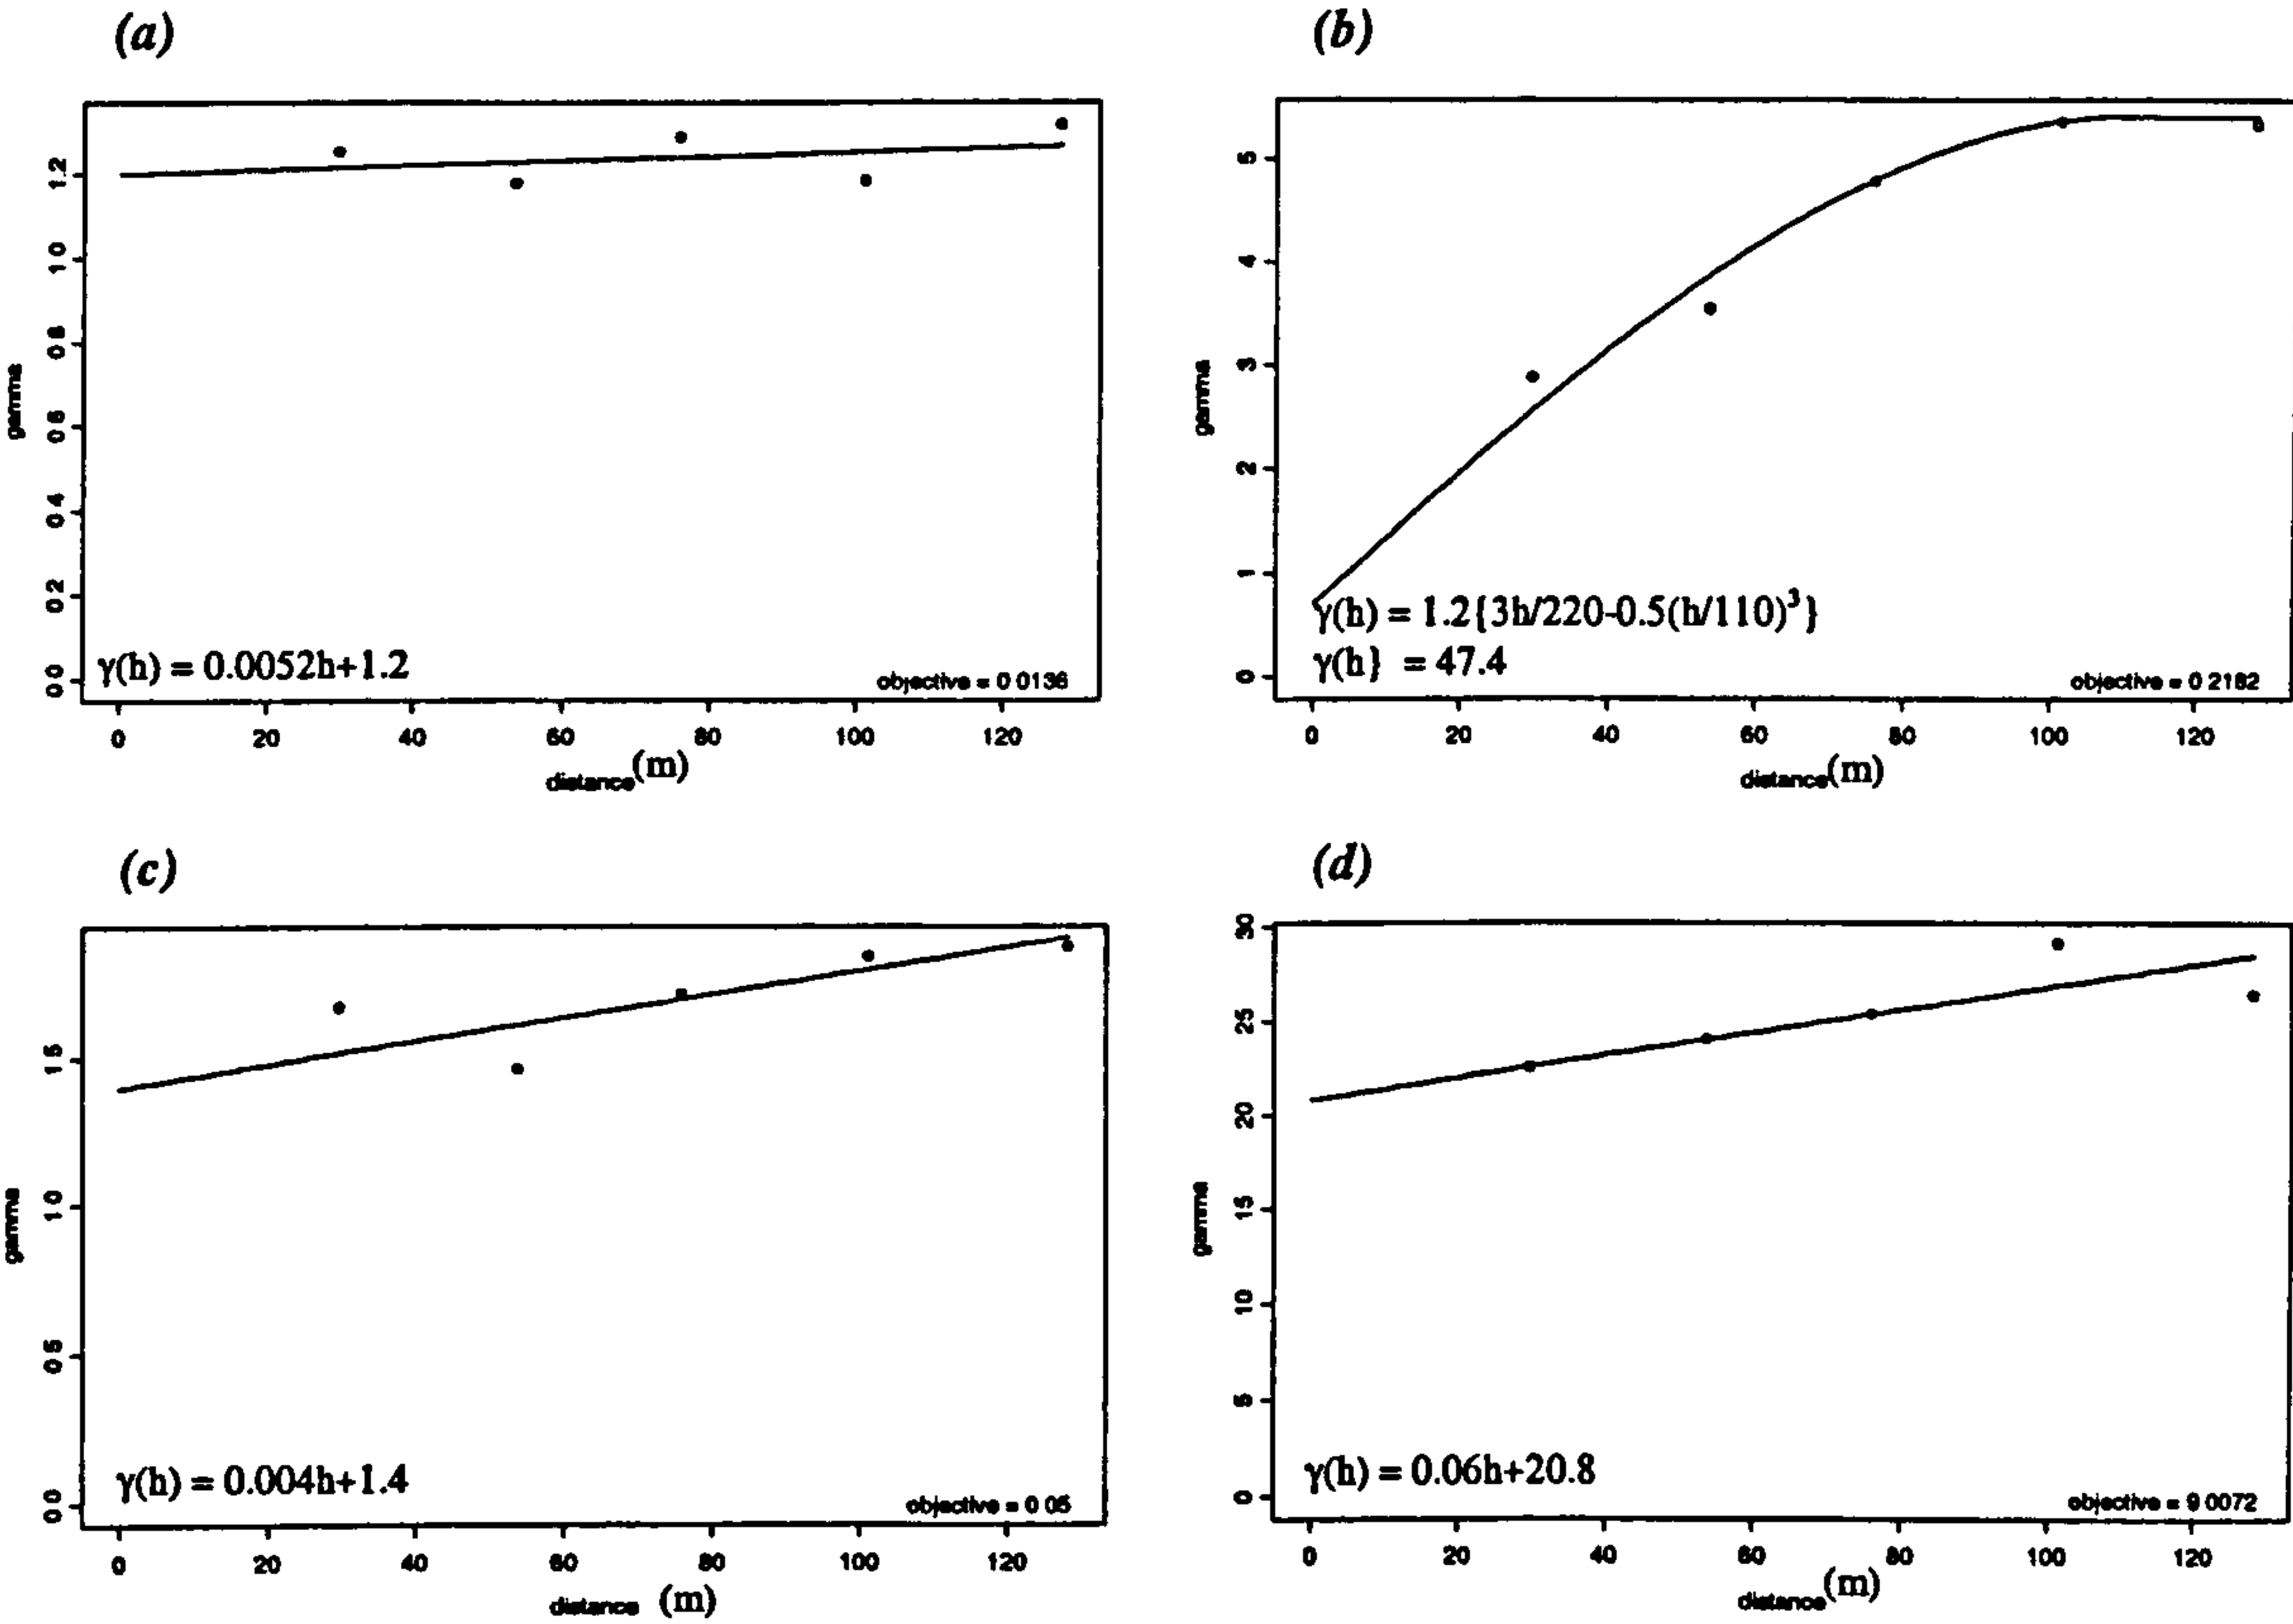 (a)
1.2
1 0
0 8
0 6
0 4
0 2
0 0
gamma
γ(h) = 0.0052h+1.2
objective = 0 0136
0 20 40 60 80 100 120
distance (m)
(b)
5
4
3
2
1
0
gamma
γ(h) = 1.2{3h/220-0.5(h/110)³}
γ(h} = 47.4
objective = 0 2182
0 20 40 60 80 100 120
distance (m)
(c)
1 5
1 0
0 5
0 0
gamma
γ(h) = 0.004h+1.4
objective = 0 05
0 20 40 60 80 100 120
distance (m)
(d)
30
25
20
15
10
5
0
gamma
γ(h) = 0.06h+20.8
objective = 9 0072
0 20 40 60 80 100 120
distance (m)